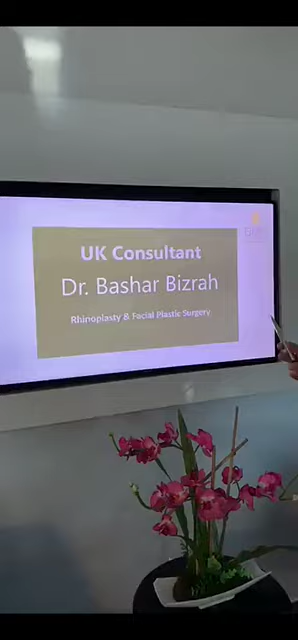 UK Consultant
Dr. Bashar Bizrah
Rhinoplasty & Facial Plastic Surgery